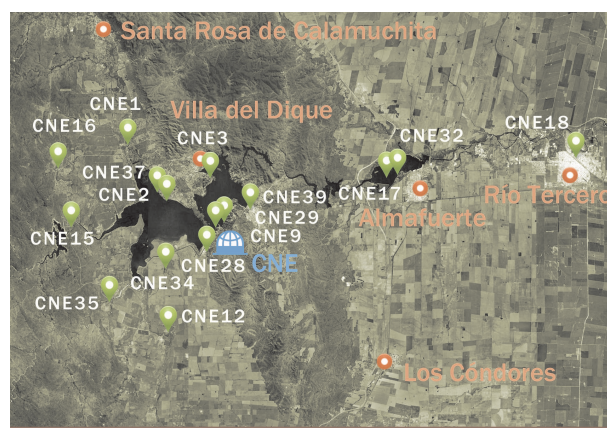 Santa Rosa de Calamuchita
CNE1
Villa del Dique
CNE16
CNE3
CNE32
CNE18
CNE37
CNE2
CNE17
CNE39
Río Tercero
CNE29
Almafuerte
CNE15
CNE9
CNE28
CNE
CNE34
CNE35
CNE12
Los Cóndores